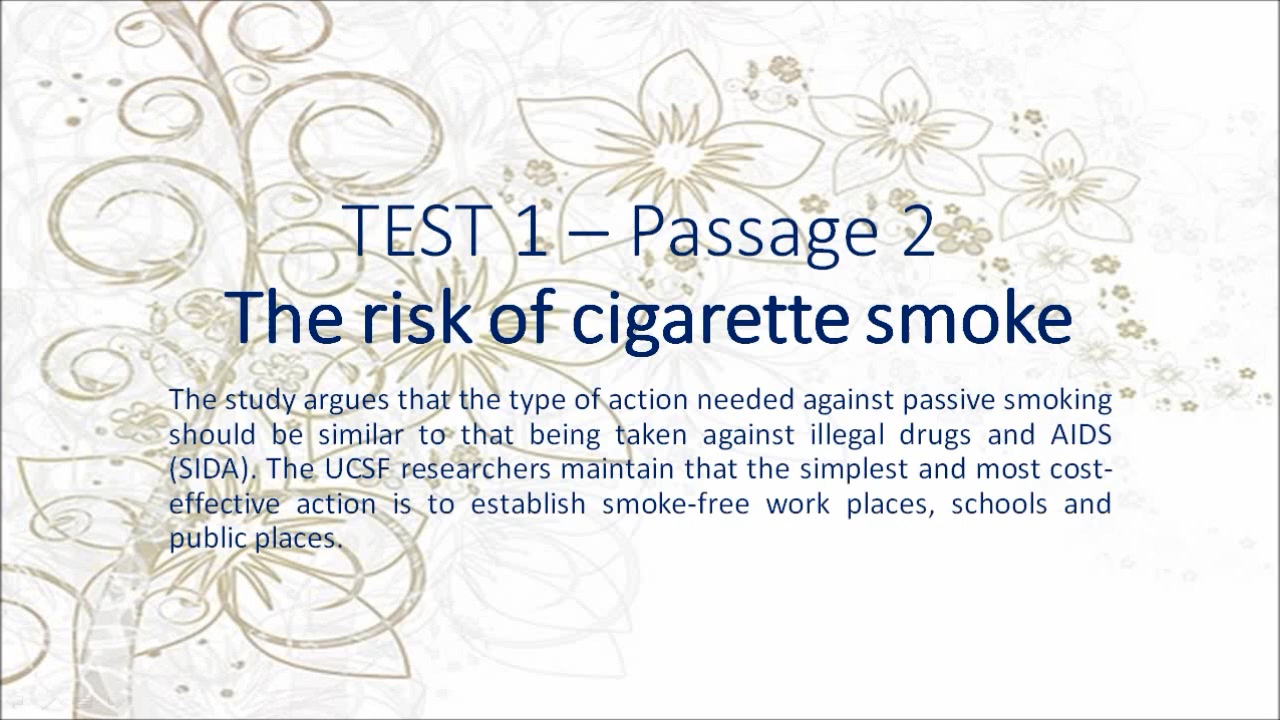 TEST 1 – Passage 2
The risk of cigarette smoke
The study argues that the type of action needed against passive smoking
should be similar to that being taken against illegal drugs and AIDS
(SIDA). The UCSF researchers maintain that the simplest and most cost-
effective action is to establish smoke-free work places, schools and
public places.